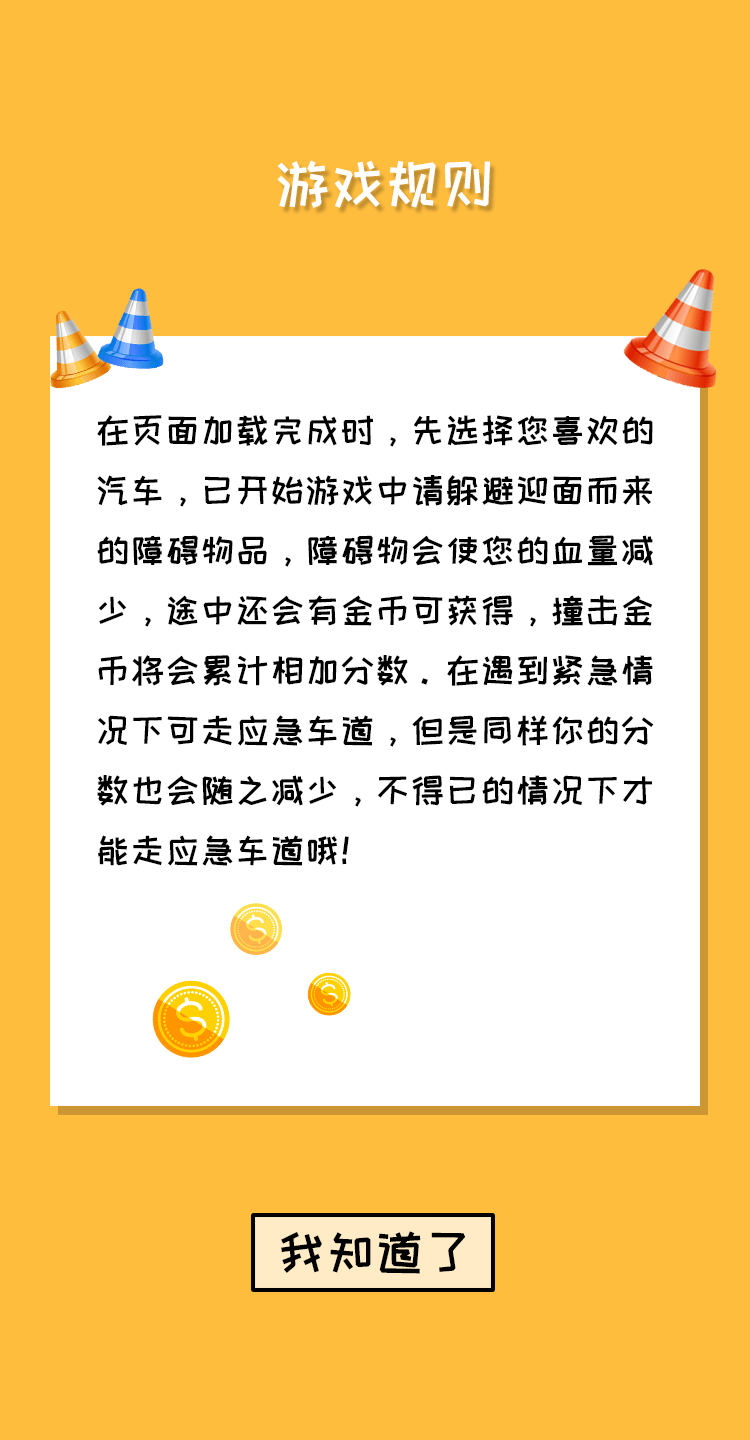 游戏规则
在页面加载完成时，先选择您喜欢的
汽车，已开始游戏中请躲避迎面而来
的障碍物品，障碍物会使您的血量减
少，途中还会有金币可获得，撞击金
币将会累计相加分数．在遇到紧急情
况下可走应急车道，但是同样你的分
数也会随之减少，不得已的情况下才
能走应急车道哦！
我知道了